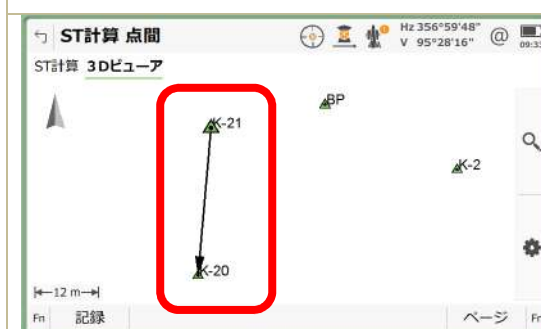 ST計算 点間
Hz 356°59'48"
V 95°28'16"
@
09:33
ST計算 3Dビューア
BP
K-21
K-2
K-20
12 m
Fn 記録 ページ